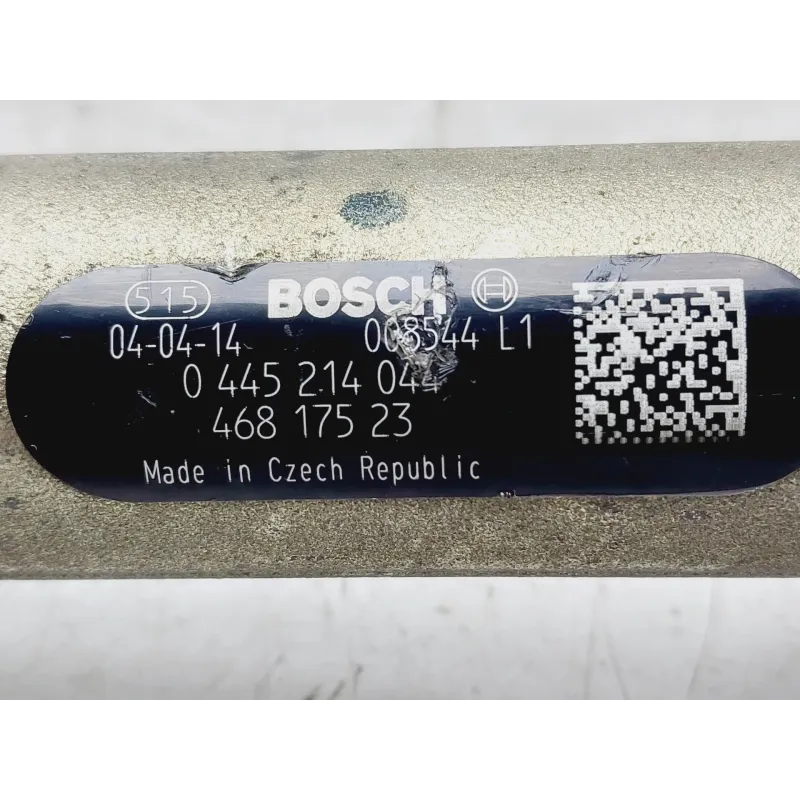 515 BOSCH
04-04-14 008544 L1
0 445 214 044
468 175 23
Made in Czech Republic